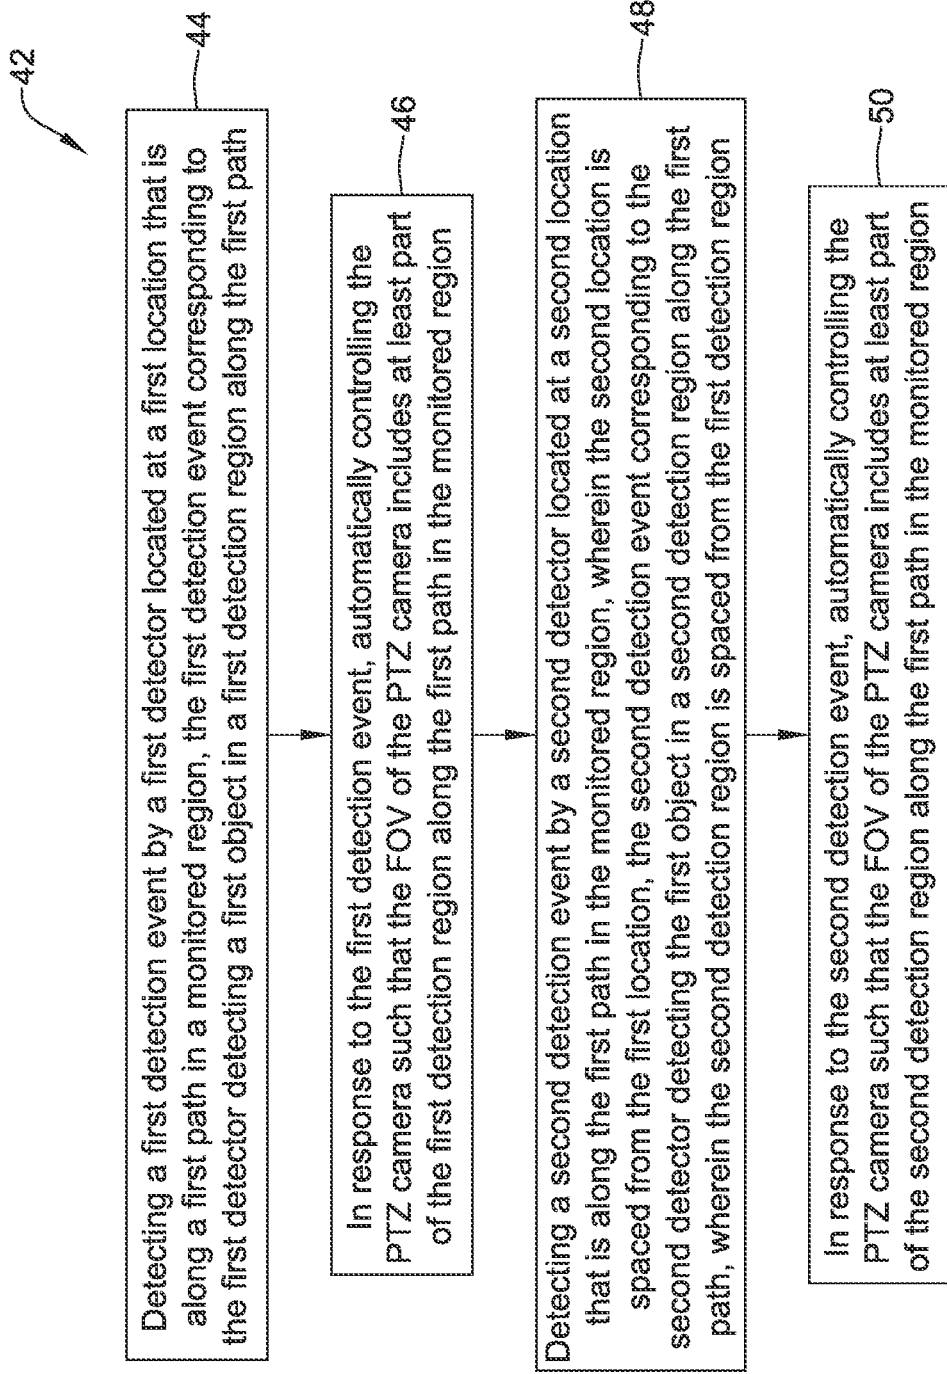 42
Detecting a first detection event by a first detector located at a first location that is
along a first path in a monitored region, the first detection event corresponding to
the first detector detecting a first object in a first detection region along the first path
44
In response to the first detection event, automatically controlling the
PTZ camera such that the FOV of the PTZ camera includes at least part
of the first detection region along the first path in the monitored region
46
Detecting a second detection event by a second detector located at a second location
that is along the first path in the monitored region, wherein the second location is
spaced from the first location, the second detection event corresponding to the
second detector detecting the first object in a second detection region along the first
path, wherein the second detection region is spaced from the first detection region
48
In response to the second detection event, automatically controlling the
PTZ camera such that the FOV of the PTZ camera includes at least part
of the second detection region along the first path in the monitored region
50